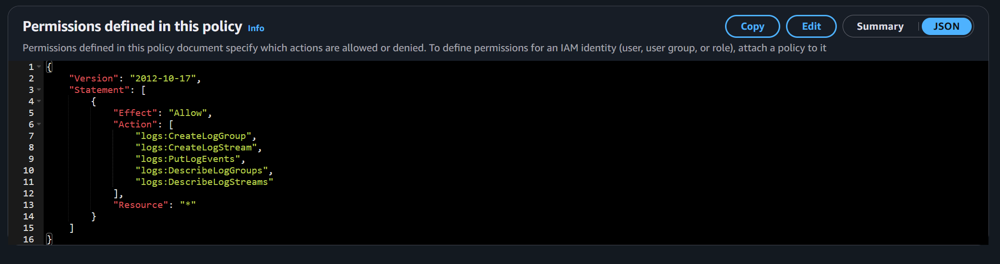 Permissions defined in this policy Info Copy Edit Summary JSON
Permissions defined in this policy document specify which actions are allowed or denied. To define permissions for an IAM identity (user, user group, or role), attach a policy to it
1 {
2     "Version": "2012-10-17",
3     "Statement": [
4         {
5             "Effect": "Allow",
6             "Action": [
7                 "logs:CreateLogGroup",
8                 "logs:CreateLogStream",
9                 "logs:PutLogEvents",
10                 "logs:DescribeLogGroups",
11                 "logs:DescribeLogStreams"
12             ],
13             "Resource": "*"
14         }
15     ]
16 }